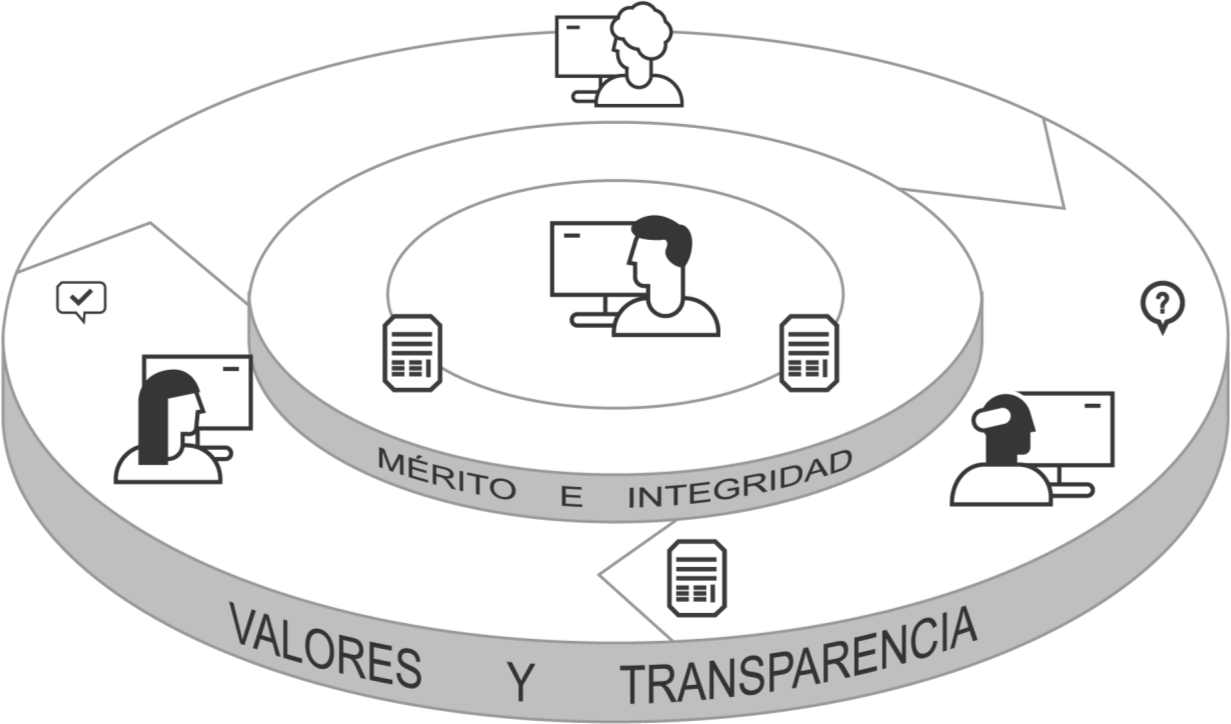 MÉRITO E INTEGRIDAD
VALORES Y TRANSPARENCIA